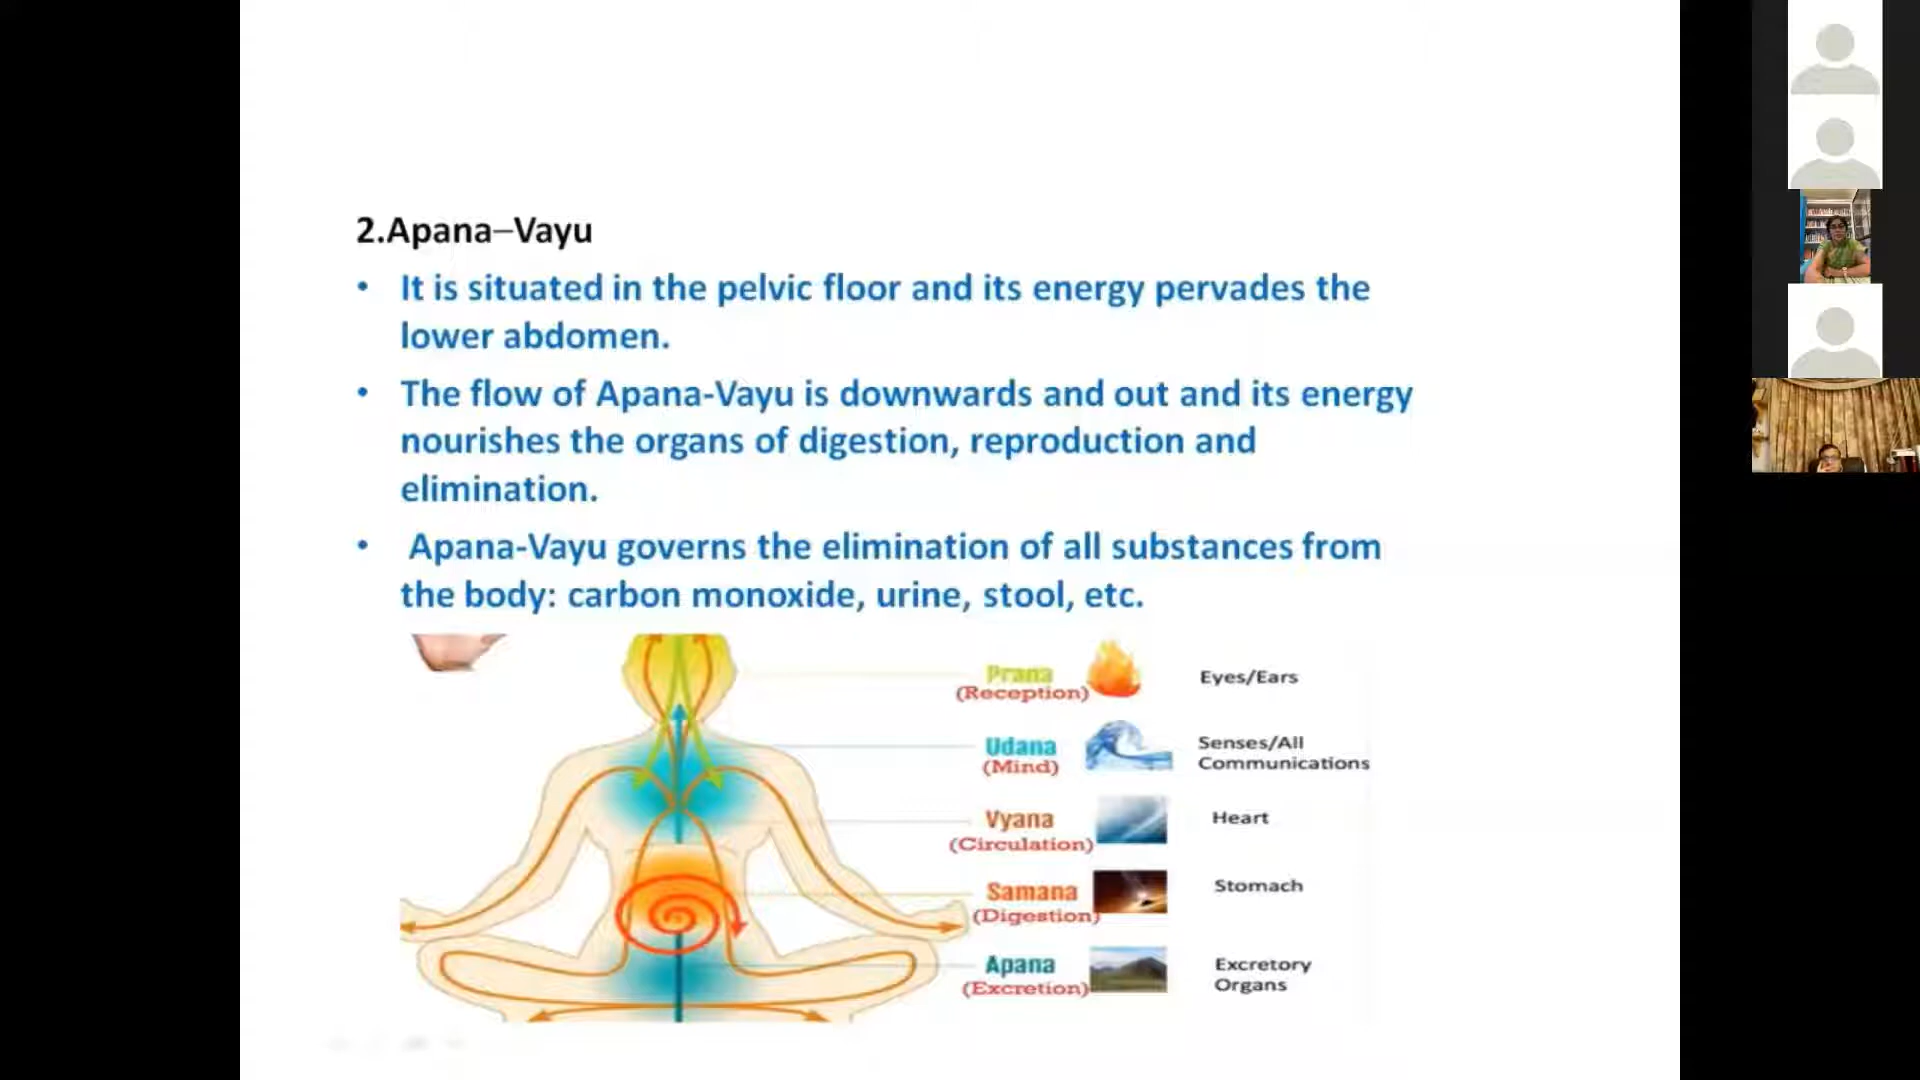 2.Apana–Vayu
• It is situated in the pelvic floor and its energy pervades the
lower abdomen.
• The flow of Apana-Vayu is downwards and out and its energy
nourishes the organs of digestion, reproduction and
elimination.
• Apana-Vayu governs the elimination of all substances from
the body: carbon monoxide, urine, stool, etc.
Prana
(Reception)
Eyes/Ears
Udana
(Mind)
Senses/All
Communications
Vyana
(Circulation)
Heart
Samana
(Digestion)
Stomach
Apana
(Excretion)
Excretory
Organs